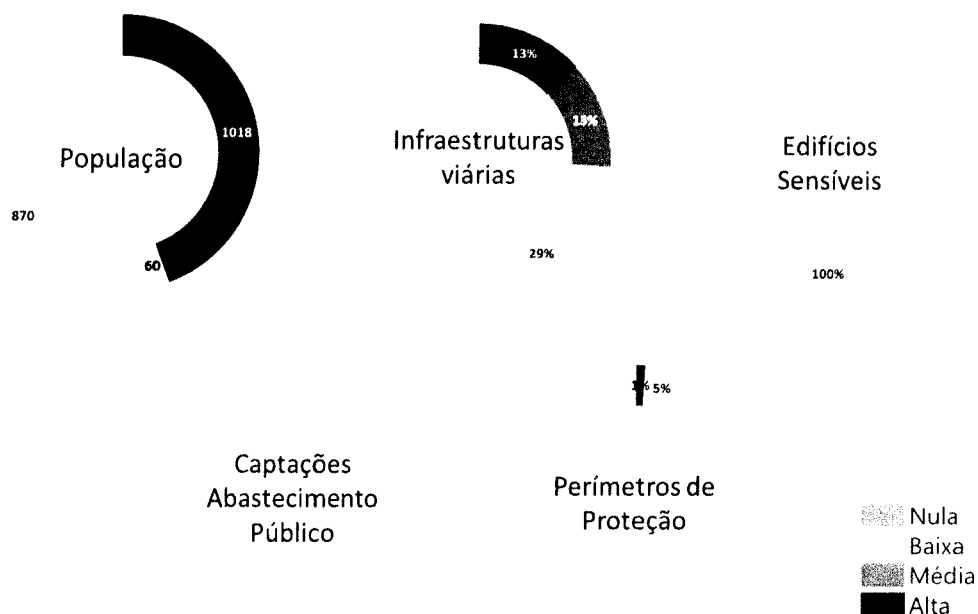 13%
1018
13%
Infraestruturas
viárias
População
Edifícios
Sensíveis
870
60
29%
100%
5%
Captações
Abastecimento
Público
Perímetros de
Proteção
Nula
Baixa
Média
Alta